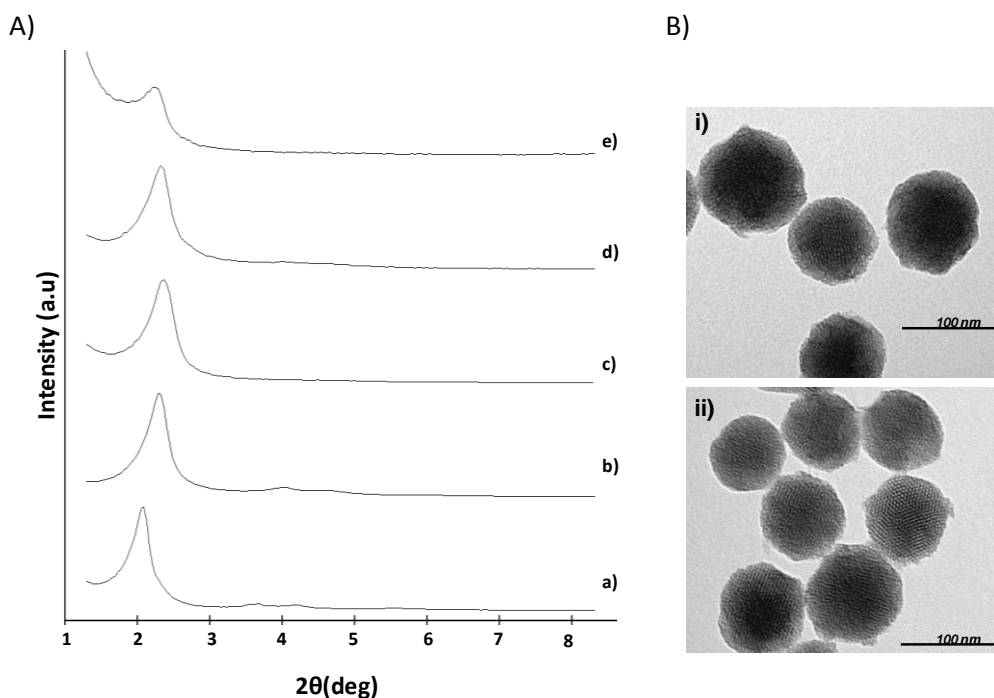 A)
B)
Intensity (a.u)
e)
d)
c)
b)
a)
1 2 3 4 5 6 7 8
2θ(deg)
i)
100 nm
ii)
100 nm